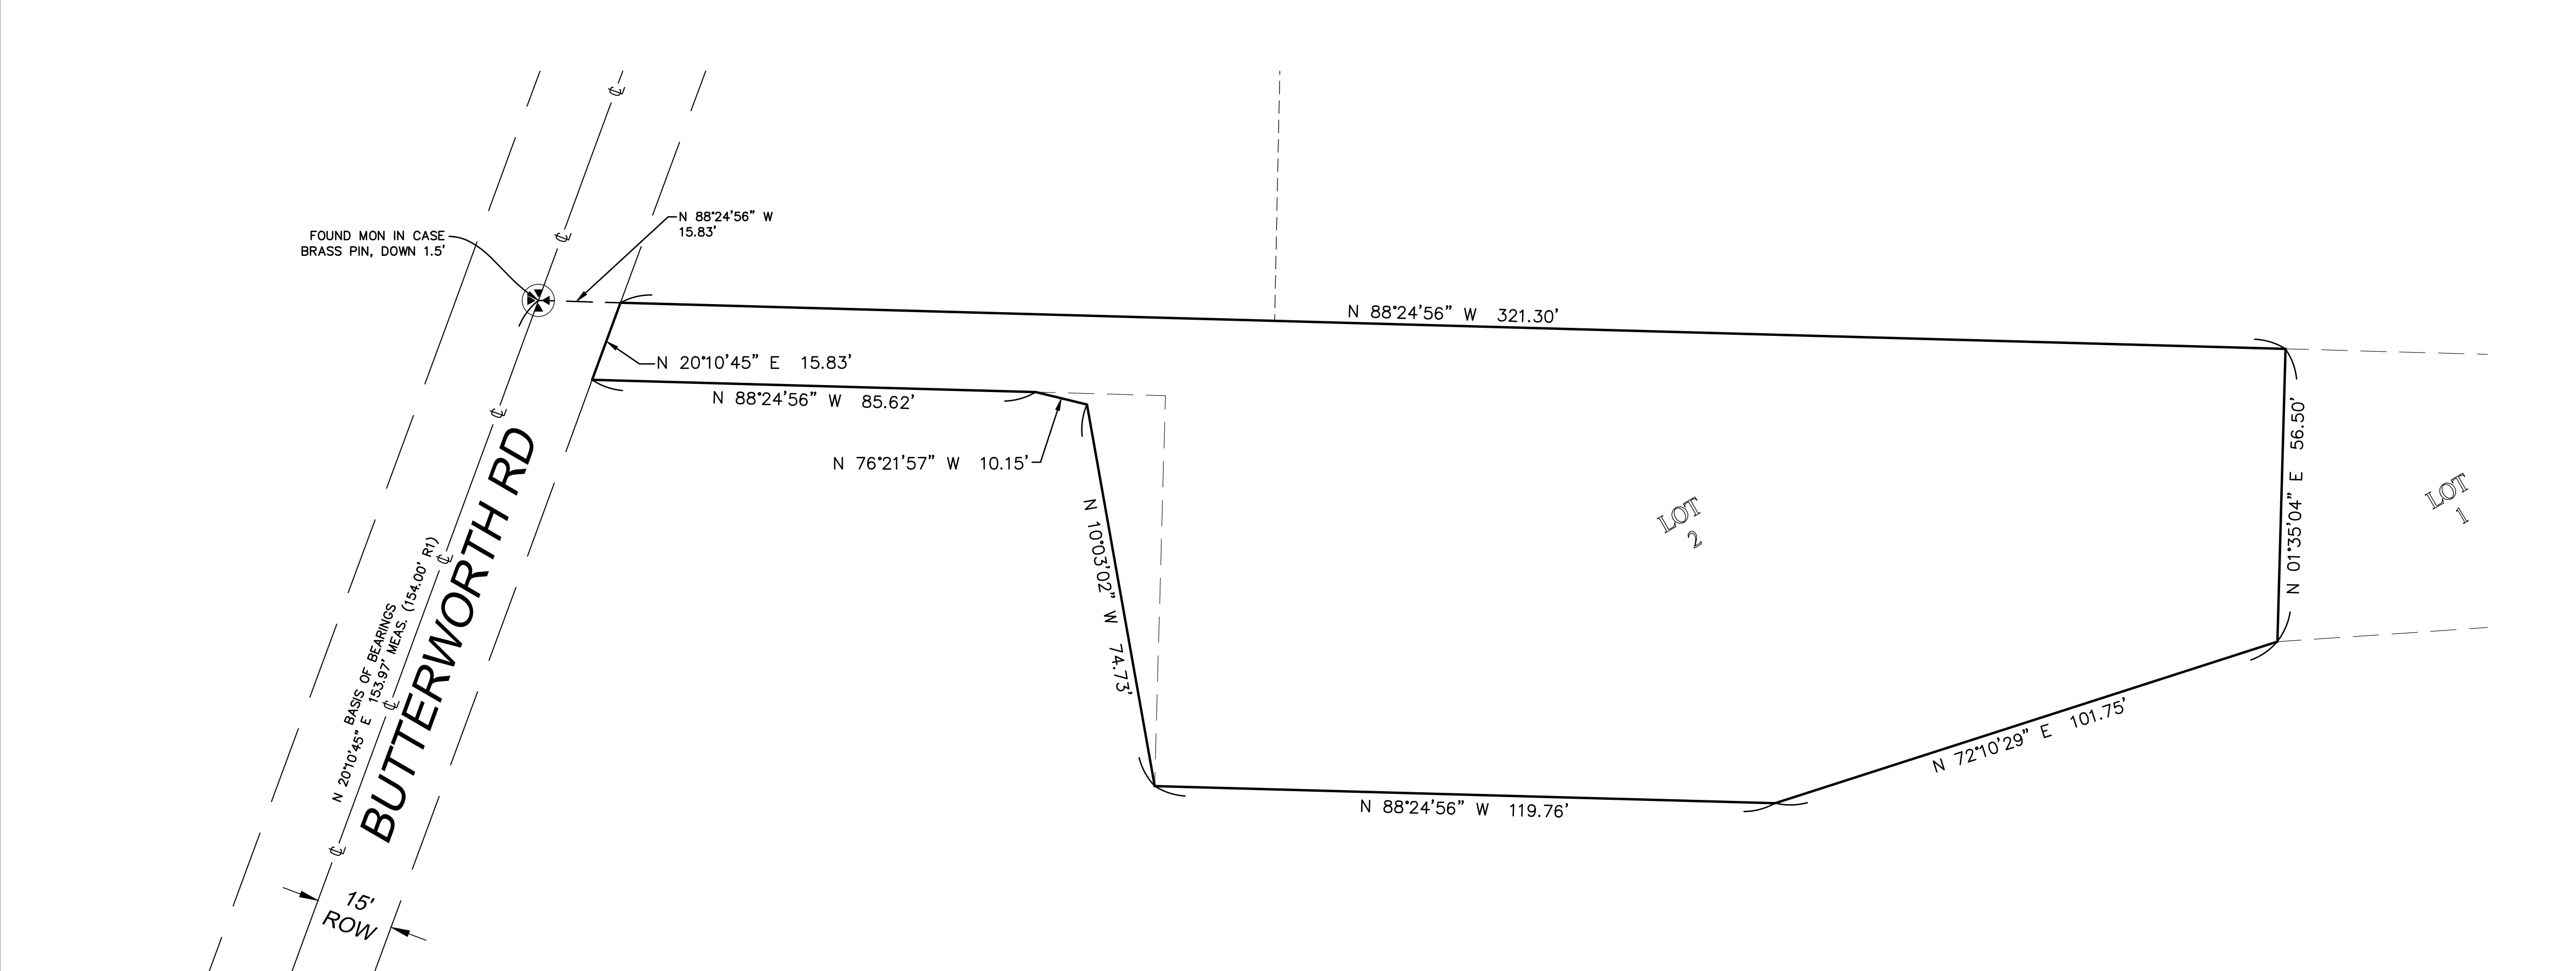 ℄
℄
N 88°24'56" W
15.83'
FOUND MON IN CASE
BRASS PIN, DOWN 1.5'
N 88°24'56" W 321.30'
N 20°10'45" E 15.83'
N 88°24'56" W 85.62'
℄
N 76°21'57" W 10.15'
N 10°03'02" W 74.73'
N 01°35'04" E 56.50'
LOT
2
LOT
1
BUTTERWORTH RD
℄
BASIS OF BEARINGS
N 20°10'45" E 153.97' MEAS. (154.00' R1)
℄
℄
N 72°10'29" E 101.75'
N 88°24'56" W 119.76'
15'
ROW